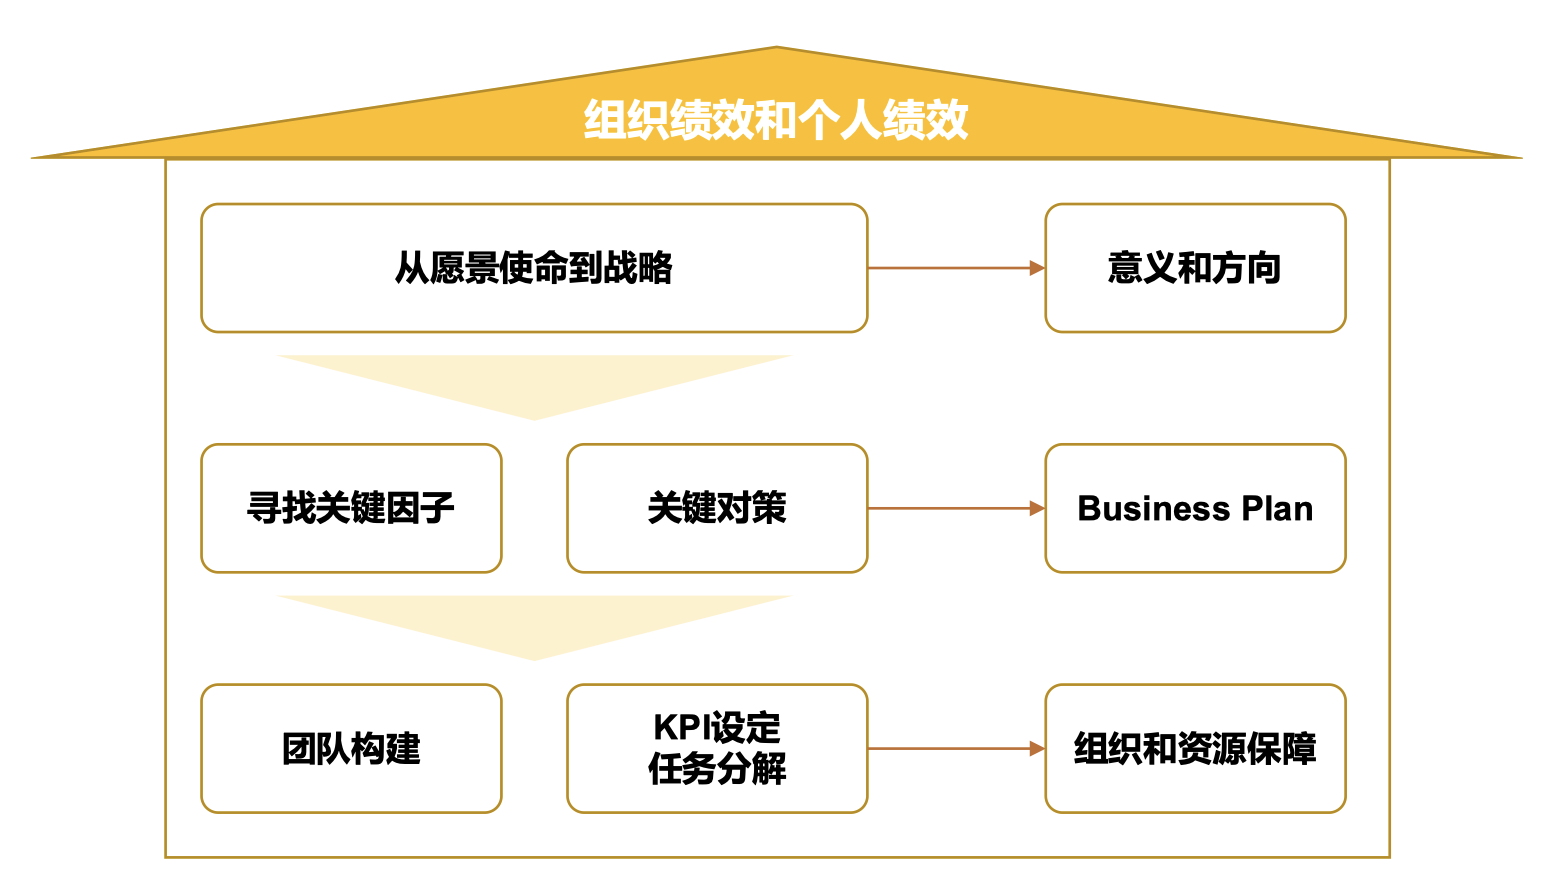 组织绩效和个人绩效
从愿景使命到战略
意义和方向
寻找关键因子
关键对策
Business Plan
团队构建
KPI设定
任务分解
组织和资源保障